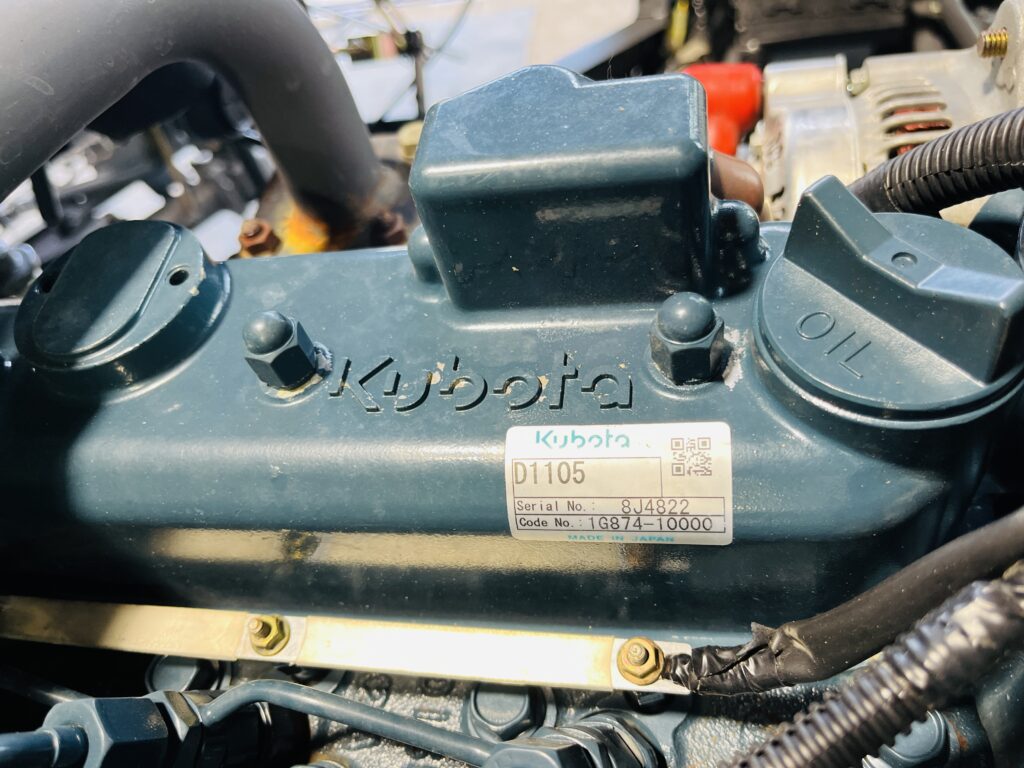 OIL
Kubota
Kubota
D1105
Serial No.: 8J4822
Code No.: 1G874-10000
MADE IN JAPAN